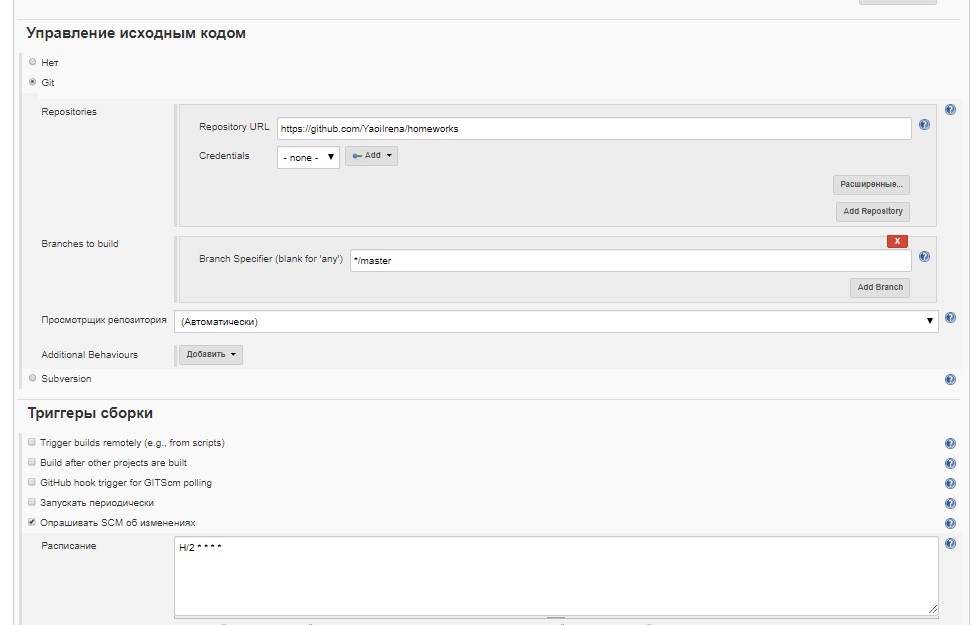 Управление исходным кодом
Нет
Git
Repositories
Repository URL https://github.com/YaoiIrena/homeworks
Credentials - none - Add
Расширенные...
Add Repository
Branches to build
X
Branch Specifier (blank for 'any') */master
Add Branch
Просмотрщик репозитория (Автоматически)
Additional Behaviours Добавить
Subversion
Триггеры сборки
Trigger builds remotely (e.g., from scripts)
Build after other projects are built
GitHub hook trigger for GITScm polling
Запускать периодически
Опрашивать SCM об изменениях
Расписание H/2 * * * *